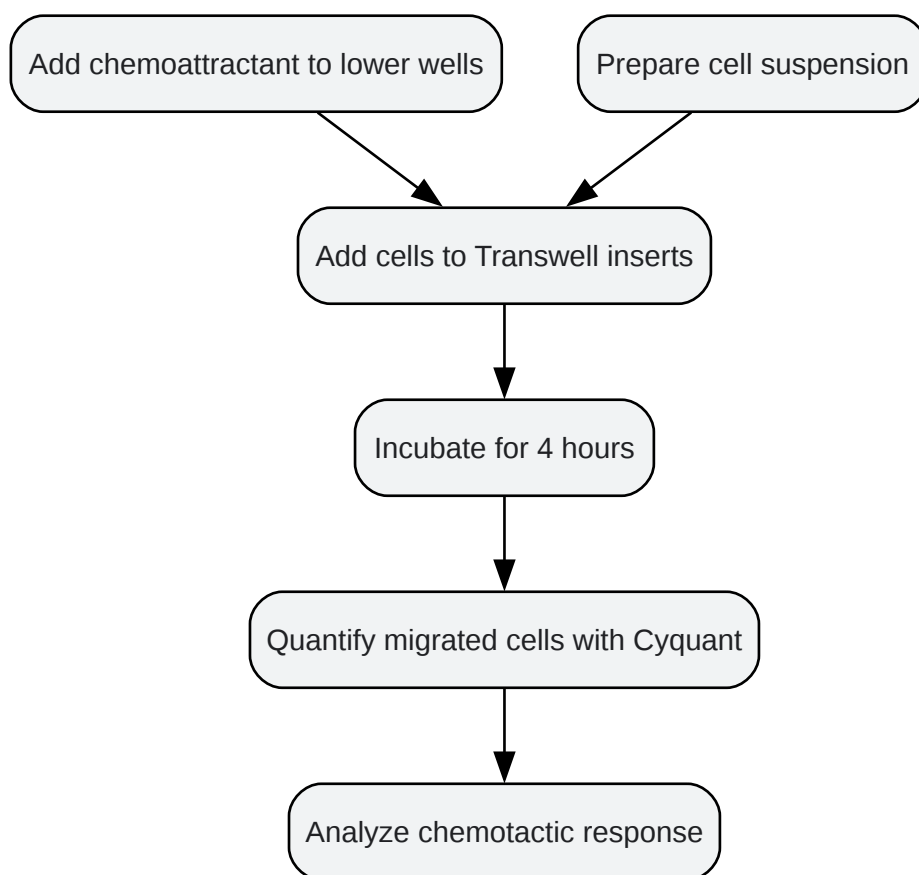 Add chemoattractant to lower wells
Prepare cell suspension
Add cells to Transwell inserts
Incubate for 4 hours
Quantify migrated cells with Cyquant
Analyze chemotactic response